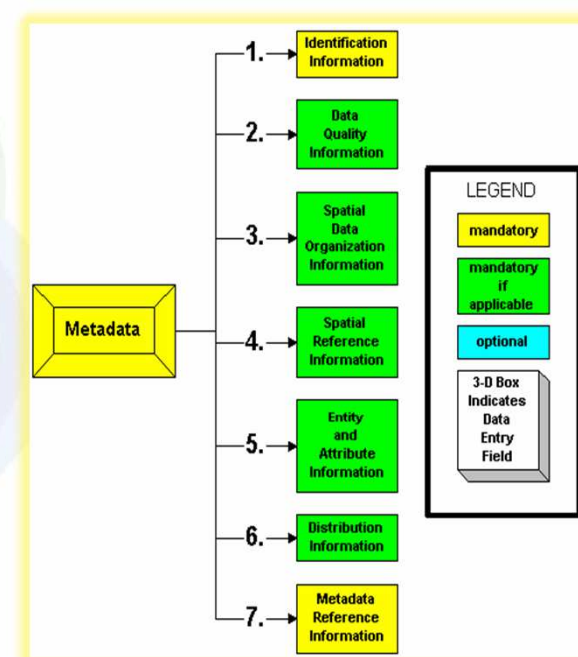 1.
Identification
Information
2.
Data
Quality
Information
3.
Spatial
Data
Organization
Information
Metadata
4.
Spatial
Reference
Information
5.
Entity
and
Attribute
Information
6.
Distribution
Information
7.
Metadata
Reference
Information
LEGEND
mandatory
mandatory
if
applicable
optional
3-D Box
Indicates
Data
Entry
Field